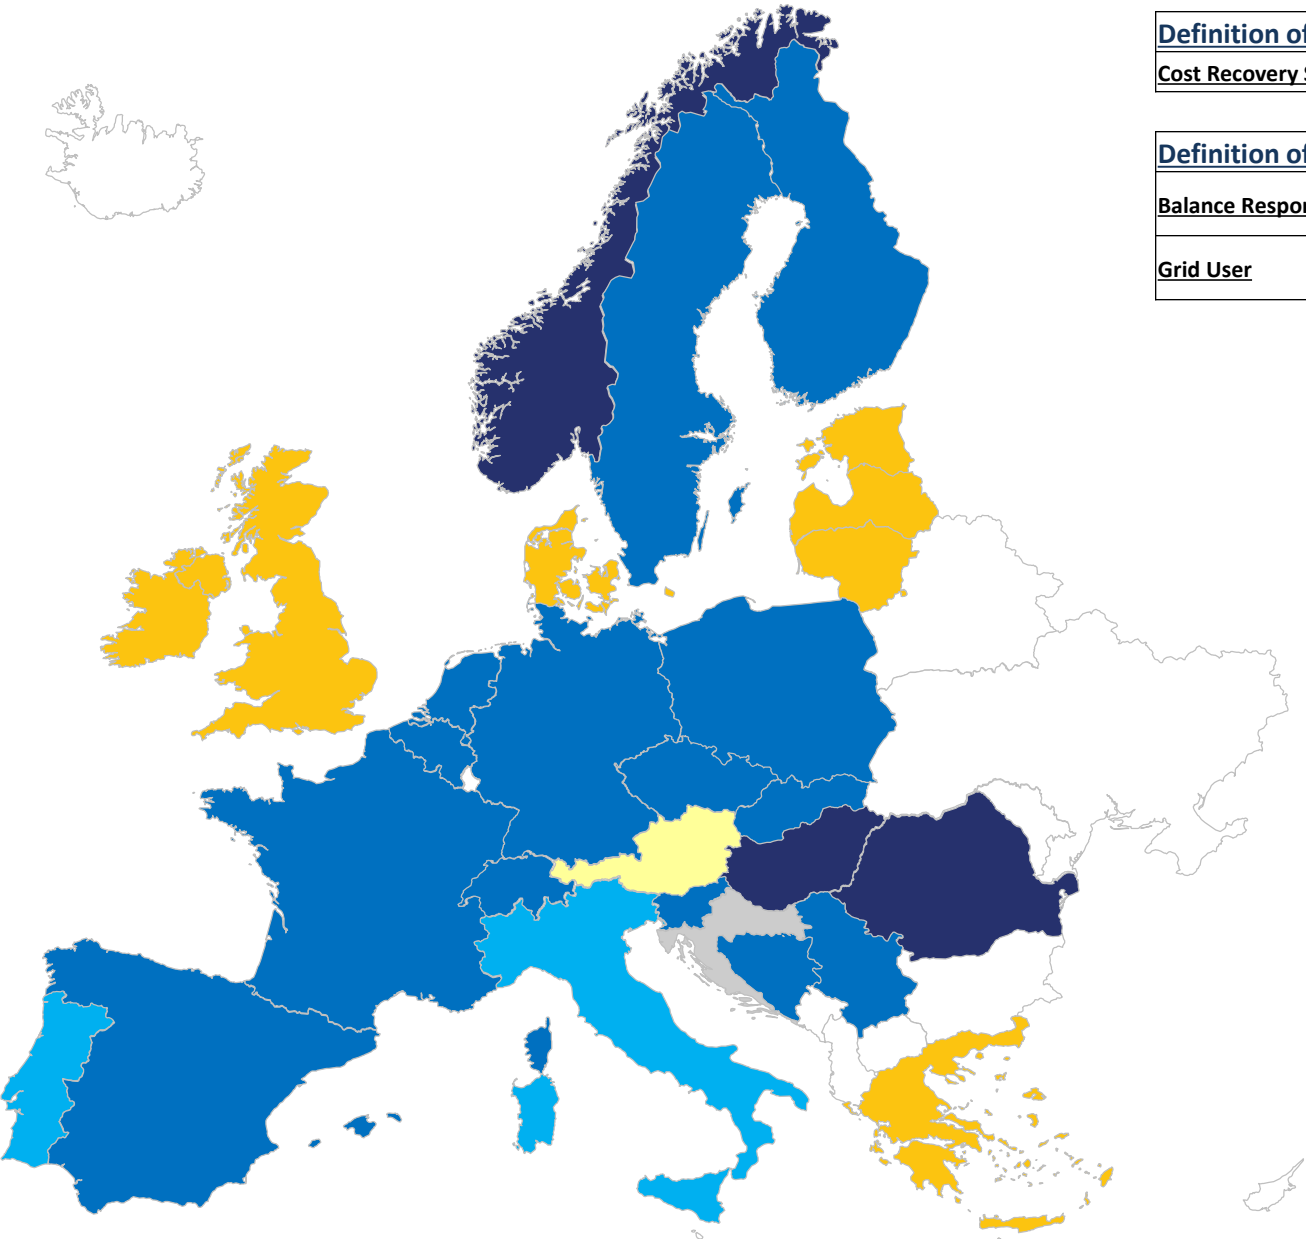 Definition of
Cost Recovery
Definition of
Balance
Grid User